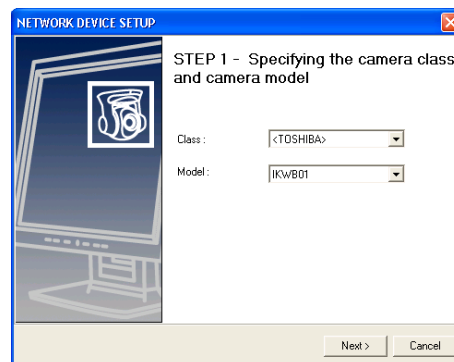 NETWORK DEVICE SETUP
STEP 1 - Specifying the camera class
and camera model
Class :
<TOSHIBA>
Model :
IKWB01
Next >
Cancel